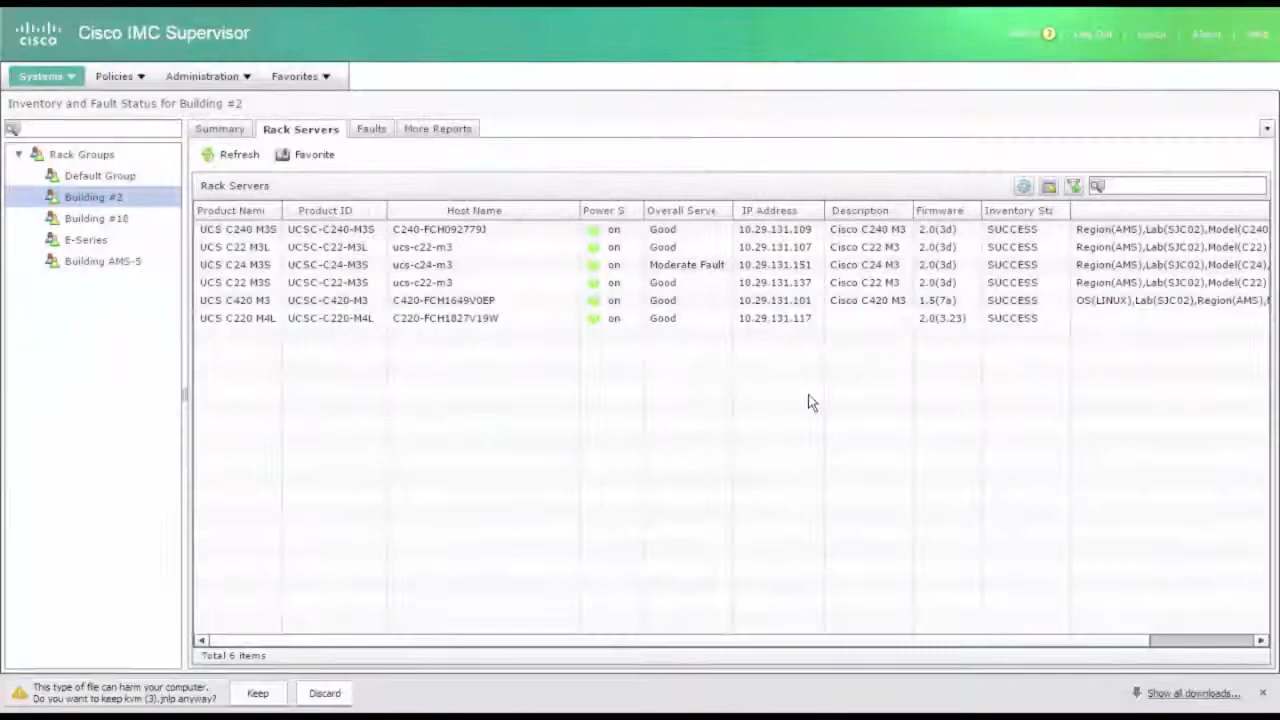 cisco
Cisco IMC Supervisor
Log Out
About
Systems Policies Administration Favorites
Inventory and Fault Status for Building #2
Rack Groups
Default Group
Building #2
Building #10
E-Series
Building AMS-5
Summary Rack Servers Faults More Reports
Refresh Favorite
Rack Servers
Product Nam Product ID Host Name Power S Overall Serve IP Address Description Firmware Inventory Sta
UCS C240 M3S UCSC-C240-M3S C240-FCH092779J on Good 10.29.131.109 Cisco C240 M3 2.0(3d) SUCCESS Region(AMS),Lab(SJC02),Model(C240
UCS C22 M3L UCSC-C22-M3L ucs-c22-m3 on Good 10.29.131.107 Cisco C22 M3 2.0(3d) SUCCESS Region(AMS),Lab(SJC02),Model(C22)
UCS C24 M3S UCSC-C24-M3S ucs-c24-m3 on Moderate Fault 10.29.131.151 Cisco C24 M3 2.0(3d) SUCCESS Region(AMS),Lab(SJC02),Model(C24),
UCS C22 M3S UCSC-C22-M3S ucs-c22-m3 on Good 10.29.131.137 Cisco C22 M3 2.0(3d) SUCCESS Region(AMS),Lab(SJC02),Model(C22)
UCS C420 M3 UCSC-C420-M3 C420-FCH1649V0EP on Good 10.29.131.101 Cisco C420 M3 1.5(7a) SUCCESS OS(LINUX),Lab(SJC02),Region(AMS),
UCS C220 M4L UCSC-C220-M4L C220-FCH1827V19W on Good 10.29.131.117 2.0(3.23) SUCCESS
Total 6 items
This type of file can harm your computer.
Do you want to keep kvm (3).jnlp anyway?
Keep Discard
Show all downloads...